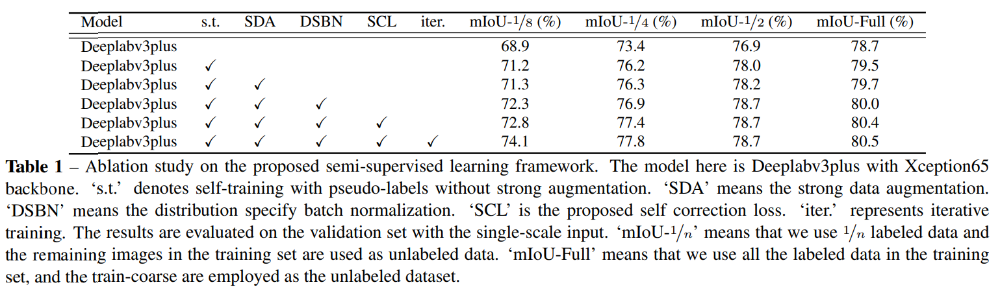 Model s.t. SDA DSBN SCL iter. mIoU-1/8 (%) mIoU-1/4 (%) mIoU-1/2 (%) mIoU-Full (%)
Deeplabv3plus 68.9 73.4 76.9 78.7
Deeplabv3plus ✓ 71.2 76.2 78.0 79.5
Deeplabv3plus ✓ ✓ 71.3 76.3 78.2 79.7
Deeplabv3plus ✓ ✓ ✓ 72.3 76.9 78.7 80.0
Deeplabv3plus ✓ ✓ ✓ ✓ 72.8 77.4 78.7 80.4
Deeplabv3plus ✓ ✓ ✓ ✓ ✓ 74.1 77.8 78.7 80.5
Table 1 – Ablation study on the proposed semi-supervised learning framework. The model here is Deeplabv3plus with Xception65
backbone. ‘s.t.’ denotes self-training with pseudo-labels without strong augmentation. ‘SDA’ means the strong data augmentation.
‘DSBN’ means the distribution specify batch normalization. ‘SCL’ is the proposed self correction loss. ‘iter.’ represents iterative
training. The results are evaluated on the validation set with the single-scale input. ‘mIoU-1/n’ means that we use 1/n labeled data and
the remaining images in the training set are used as unlabeled data. ‘mIoU-Full’ means that we use all the labeled data in the training
set, and the train-coarse are employed as the unlabeled dataset.